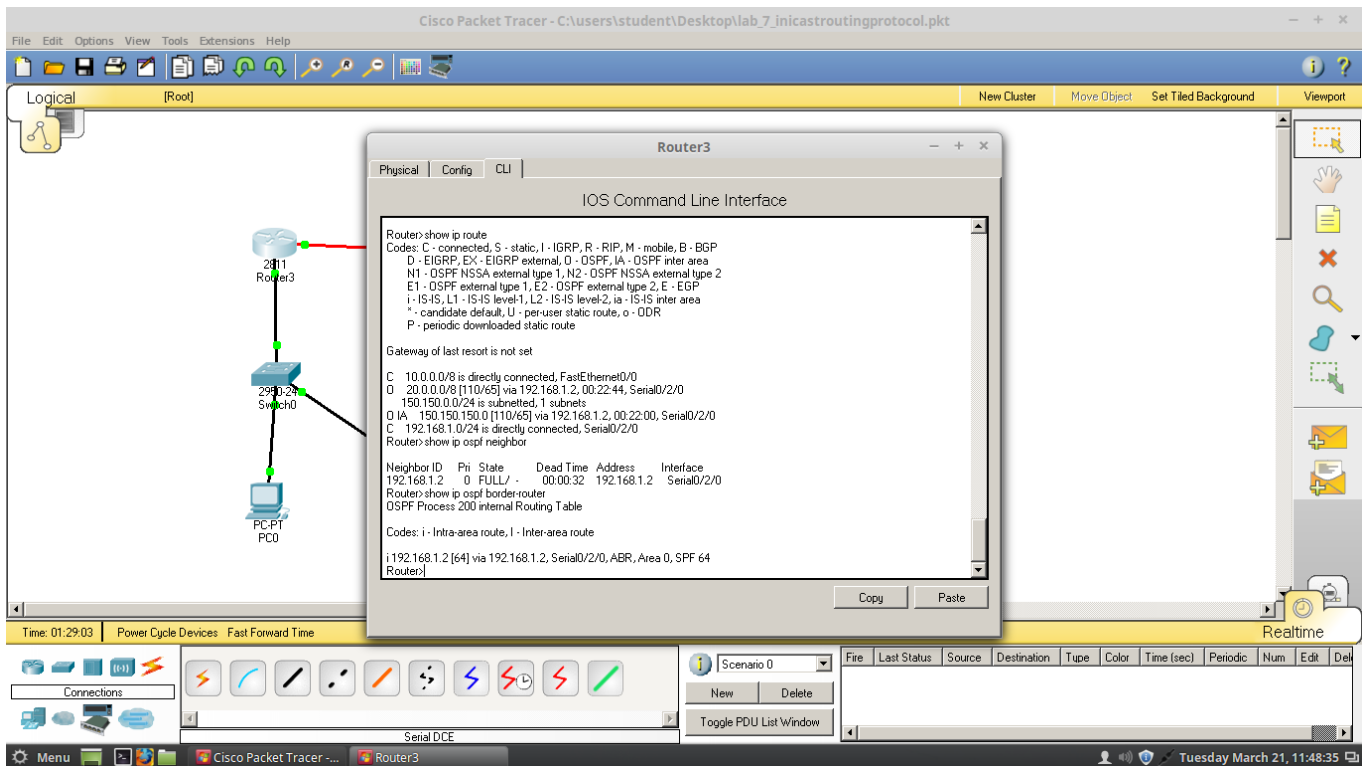 Cisco Packet Tracer - C:\users\student\Desktop\lab_7_inicastroutingprotocol.pkt
File Edit Options View Tools Extensions Help
Logical [Root] New Cluster Move Object Set Tiled Background Viewport
Router3
Physical Config CLI
IOS Command Line Interface
Router>show ip route
Codes: C - connected, S - static, I - IGRP, R - RIP, M - mobile, B - BGP
D - EIGRP, EX - EIGRP external, O - OSPF, IA - OSPF inter area
N1 - OSPF NSSA external type 1, N2 - OSPF NSSA external type 2
E1 - OSPF external type 1, E2 - OSPF external type 2, E - EGP
i - IS-IS, L1 - IS-IS level-1, L2 - IS-IS level-2, ia - IS-IS inter area
* - candidate default, U - per-user static route, o - ODR
P - periodic downloaded static route
Gateway of last resort is not set
C 10.0.0.0/8 is directly connected, FastEthernet0/0
O 20.0.0.0/8 [110/65] via 192.168.1.2, 00:22:44, Serial0/2/0
150.150.0.0/24 is subnetted, 1 subnets
O IA 150.150.150.0 [110/65] via 192.168.1.2, 00:22:00, Serial0/2/0
C 192.168.1.0/24 is directly connected, Serial0/2/0
Router>show ip ospf neighbor
Neighbor ID Pri State Dead Time Address Interface
192.168.1.2 0 FULL/ - 00:00:32 192.168.1.2 Serial0/2/0
Router>show ip ospf border-router
OSPF Process 200 internal Routing Table
Codes: i - Intra-area route, I - Inter-area route
i 192.168.1.2 [64] via 192.168.1.2, Serial0/2/0, ABR, Area 0, SPF 64
Router>
Copy Paste
2811
Router3
2950-24
Switch0
PC-PT
PC0
Time: 01:29:03 Power Cycle Devices Fast Forward Time Realtime
Connections
Serial DCE
Scenario 0
New Delete
Toggle PDU List Window
Fire Last Status Source Destination Type Color Time (sec) Periodic Num Edit Del
Menu Cisco Packet Tracer -... Router3 Tuesday March 21, 11:48:35